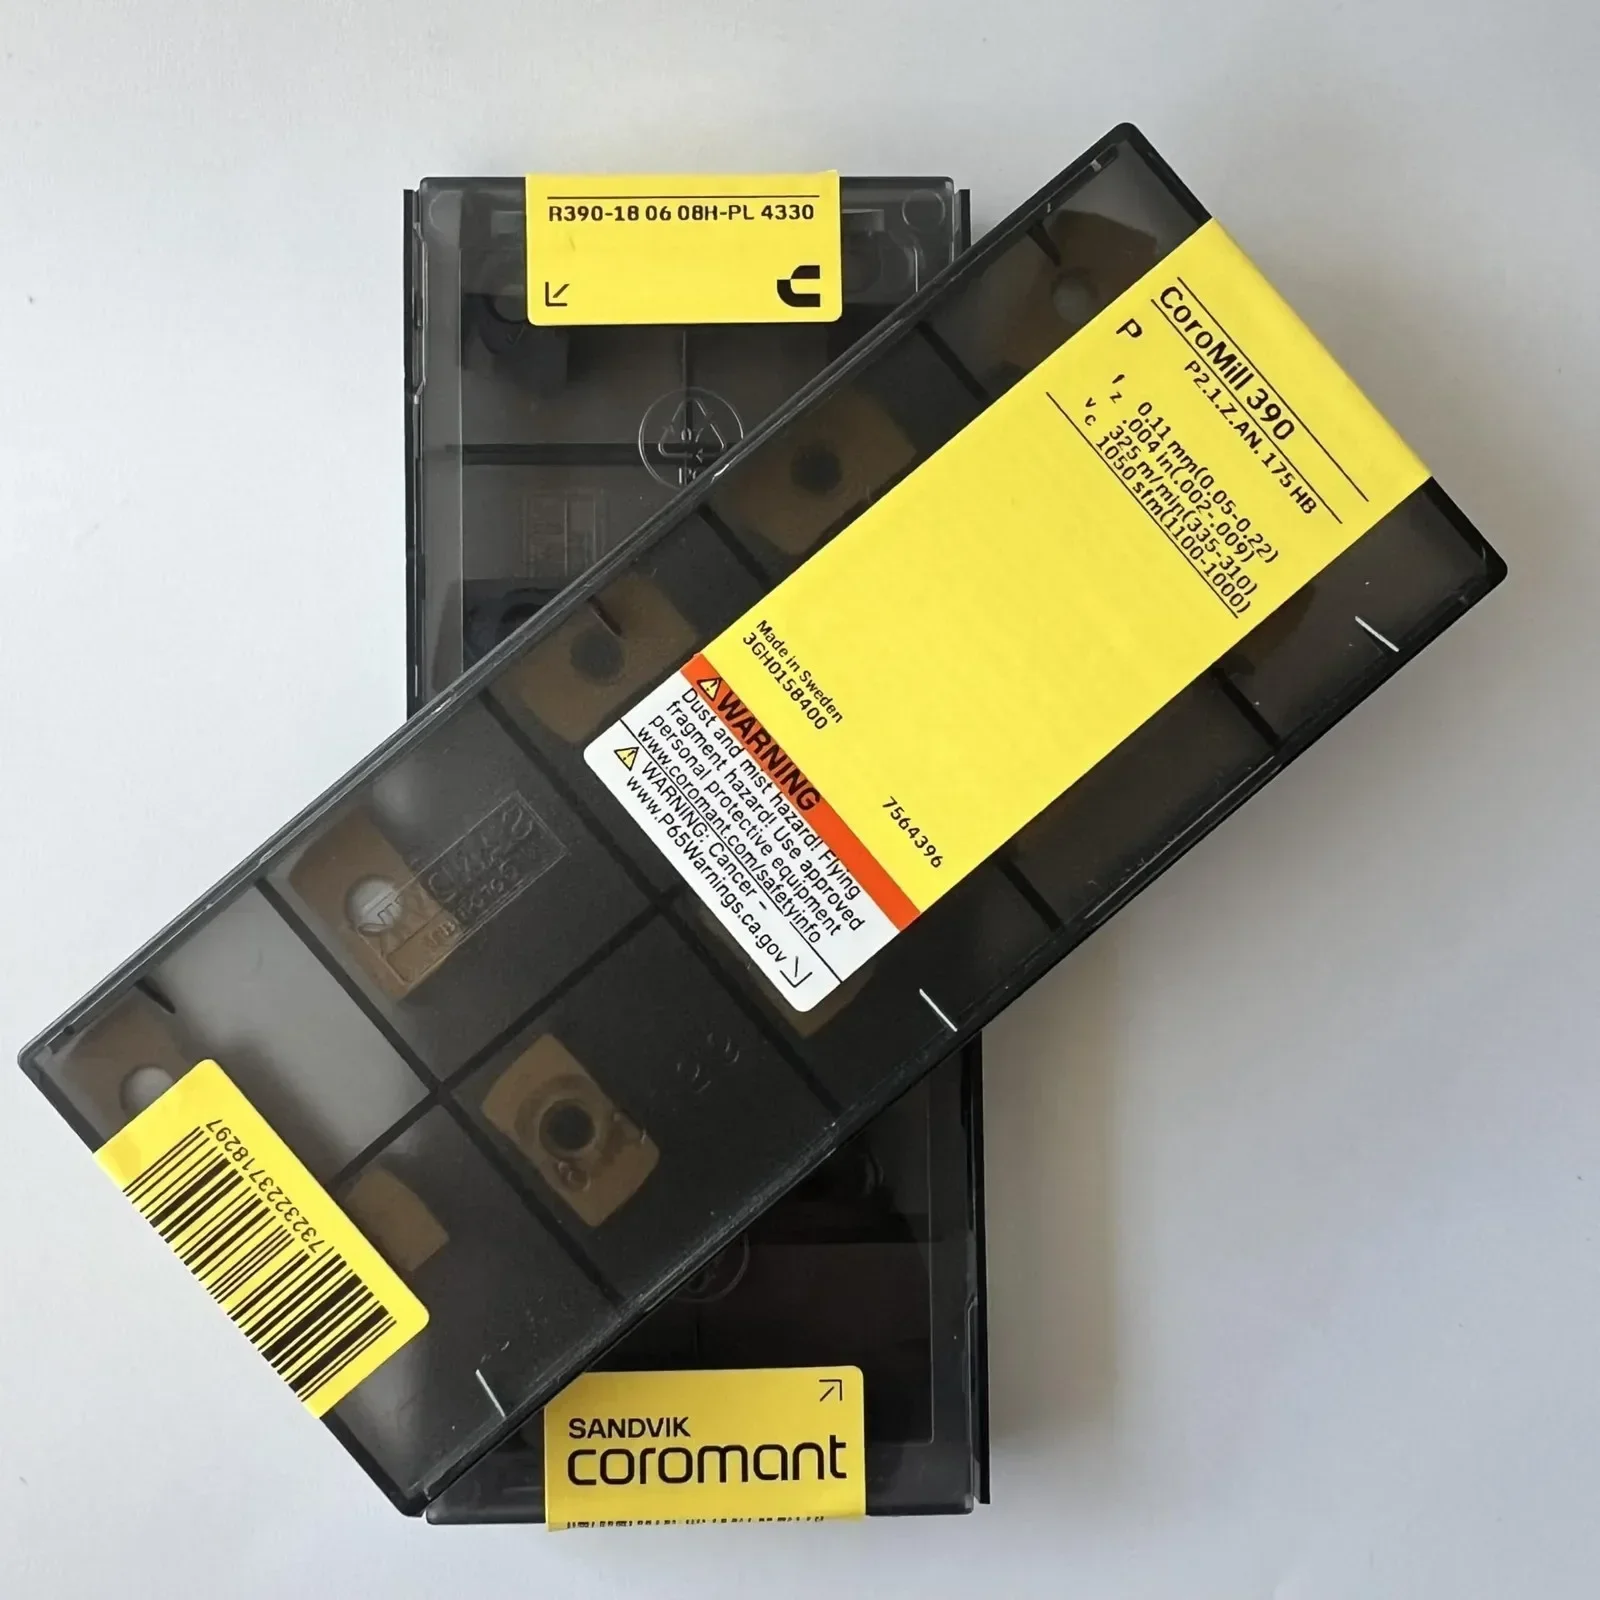 R390-18 06 08H-PL 4330
CoroMill 390
P
P2.1.Z.AN.175 HB
fz 0.11 mm(0.05-0.22)
.004 in(.002-.009)
vc 325 m/min(335-310)
1050 sfm(1100-1000)
Made in Sweden
3GH0158400
7564396
WARNING
Dust and mist hazard! Flying
fragment hazard! Use approved
personal protective equipment
www.coromant.com/safetyinfo
WARNING: Cancer -
www.P65Warnings.ca.gov
7323223718297
SANDVIK
coromant